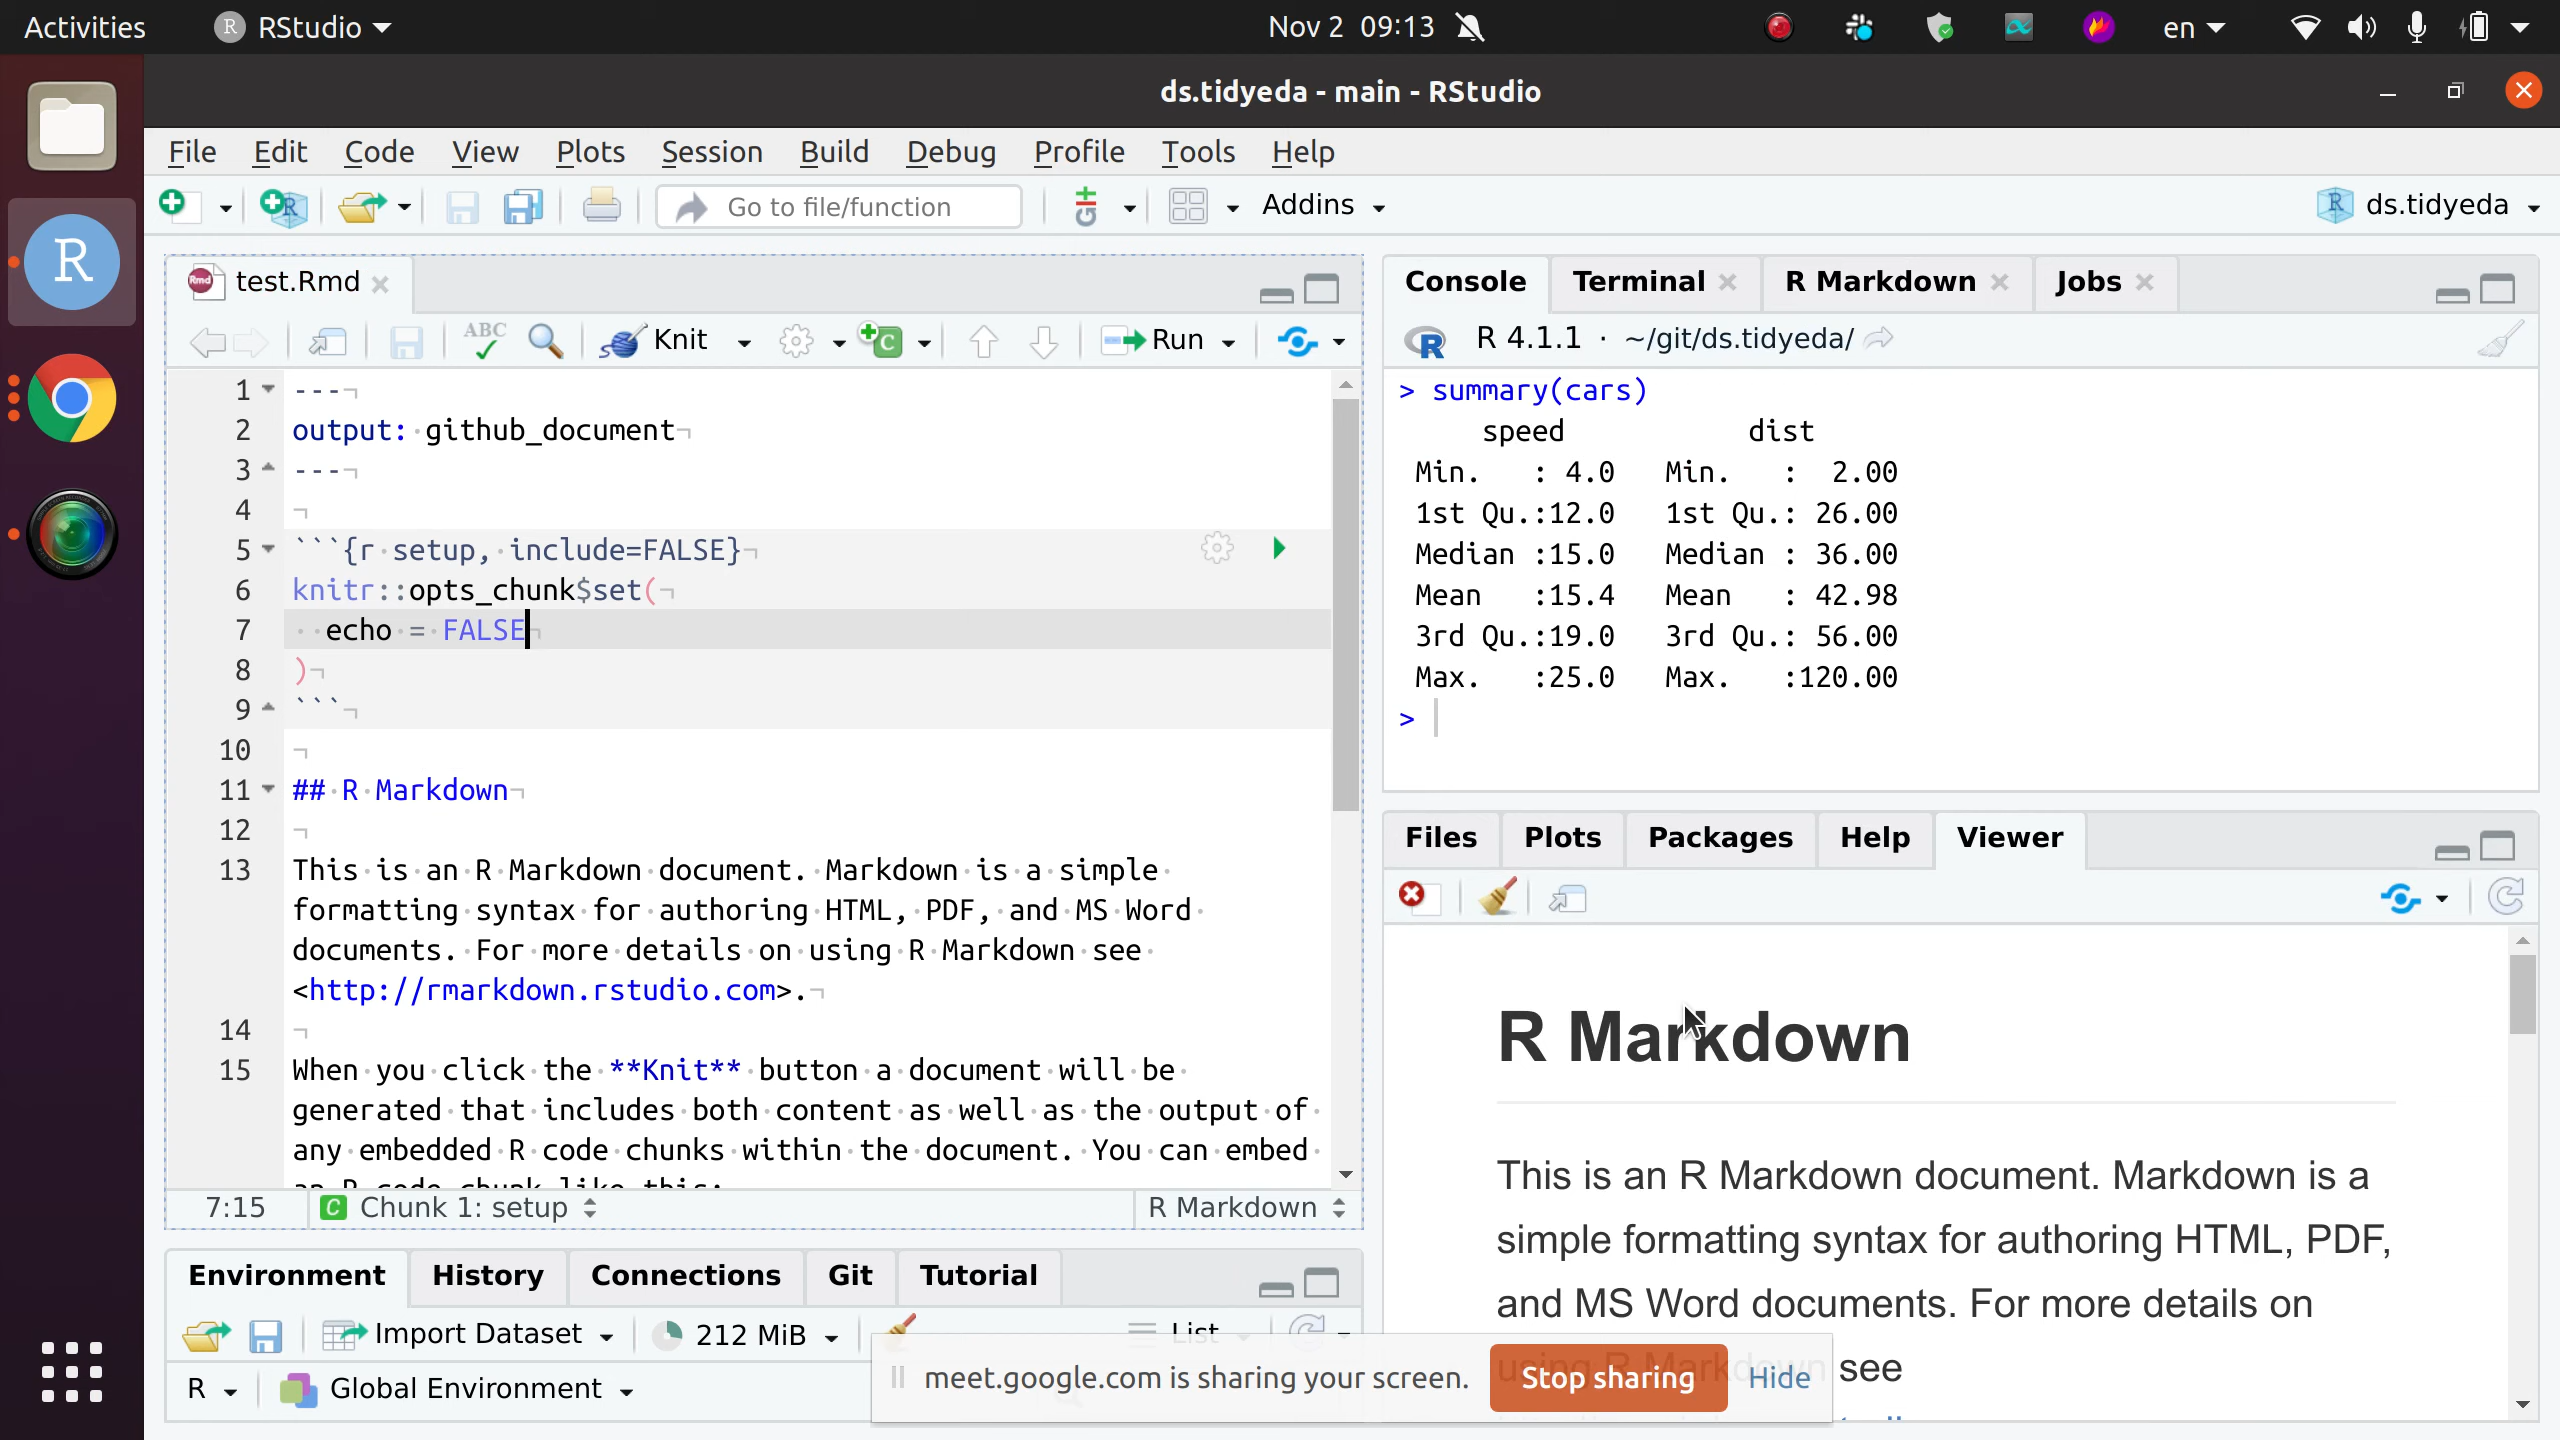 Activities RStudio Nov 2 09:13 en
ds.tidyeda - main - RStudio
File Edit Code View Plots Session Build Debug Profile Tools Help
Go to file/function Addins ds.tidyeda
test.Rmd
ABC Knit Run
1 ---
2 output: github_document
3 ---
4
5 ```{r setup, include=FALSE}
6 knitr::opts_chunk$set(
7   echo = FALSE
8 )
9 ```
10
11 ## R Markdown
12
13 This is an R Markdown document. Markdown is a simple
formatting syntax for authoring HTML, PDF, and MS Word
documents. For more details on using R Markdown see
<http://rmarkdown.rstudio.com>.
14
15 When you click the **Knit** button a document will be
generated that includes both content as well as the output of
any embedded R code chunks within the document. You can embed
an R code chunk like this:
7:15 Chunk 1: setup R Markdown
Environment History Connections Git Tutorial
Import Dataset 212 MiB List
R Global Environment
Console Terminal R Markdown Jobs
R 4.1.1 · ~/git/ds.tidyeda/
> summary(cars)
speed dist
Min. : 4.0 Min. : 2.00
1st Qu.:12.0 1st Qu.: 26.00
Median :15.0 Median : 36.00
Mean :15.4 Mean : 42.98
3rd Qu.:19.0 3rd Qu.: 56.00
Max. :25.0 Max. :120.00
>
Files Plots Packages Help Viewer
R Markdown
This is an R Markdown document. Markdown is a
simple formatting syntax for authoring HTML, PDF,
and MS Word documents. For more details on
using R Markdown see
meet.google.com is sharing your screen. Stop sharing Hide